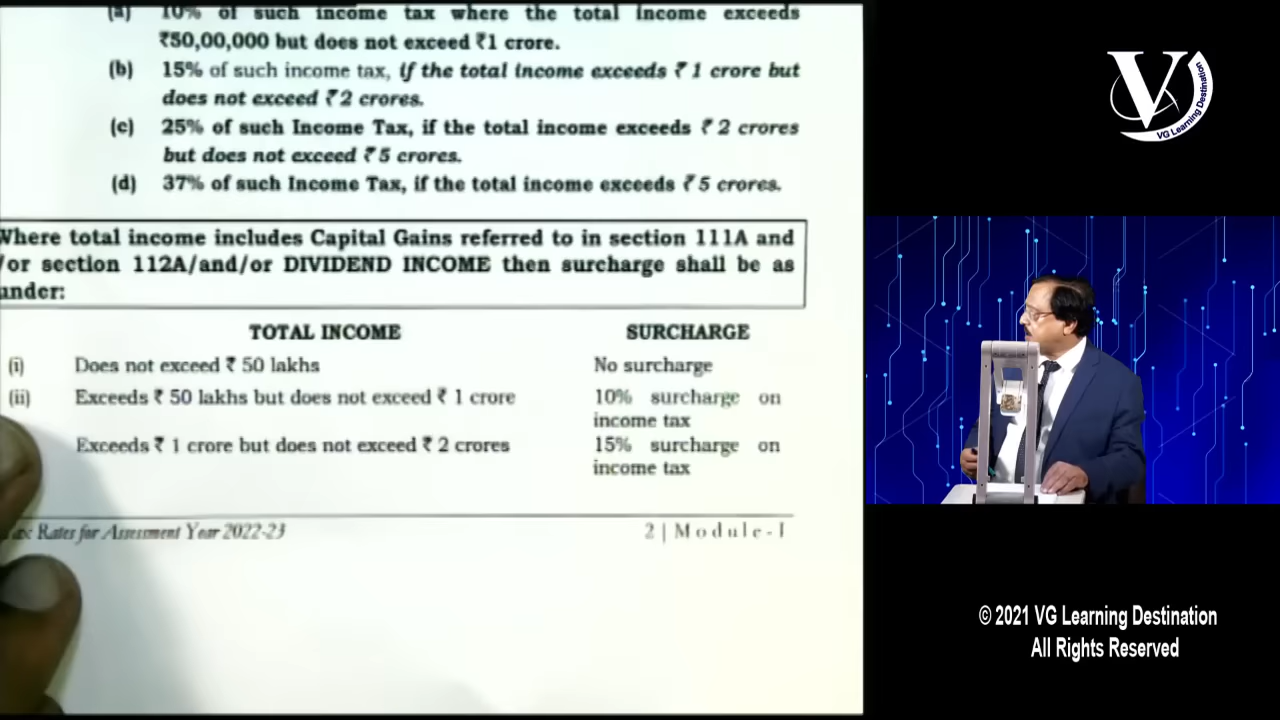 (a) 10% of such income tax where the total income exceeds
₹50,00,000 but does not exceed ₹1 crore.
(b) 15% of such income tax, if the total income exceeds ₹ 1 crore but
does not exceed ₹ 2 crores.
(c) 25% of such Income Tax, if the total income exceeds ₹ 2 crores
but does not exceed ₹ 5 crores.
(d) 37% of such Income Tax, if the total income exceeds ₹ 5 crores.
Where total income includes Capital Gains referred to in section 111A and
/or section 112A/and/or DIVIDEND INCOME then surcharge shall be as
under:
TOTAL INCOME SURCHARGE
(i) Does not exceed ₹ 50 lakhs No surcharge
(ii) Exceeds ₹ 50 lakhs but does not exceed ₹ 1 crore 10% surcharge on
income tax
Exceeds ₹ 1 crore but does not exceed ₹ 2 crores 15% surcharge on
income tax
Tax Rates for Assessment Year 2022-23 2 | Module-I
V
VG Learning Destination
© 2021 VG Learning Destination
All Rights Reserved